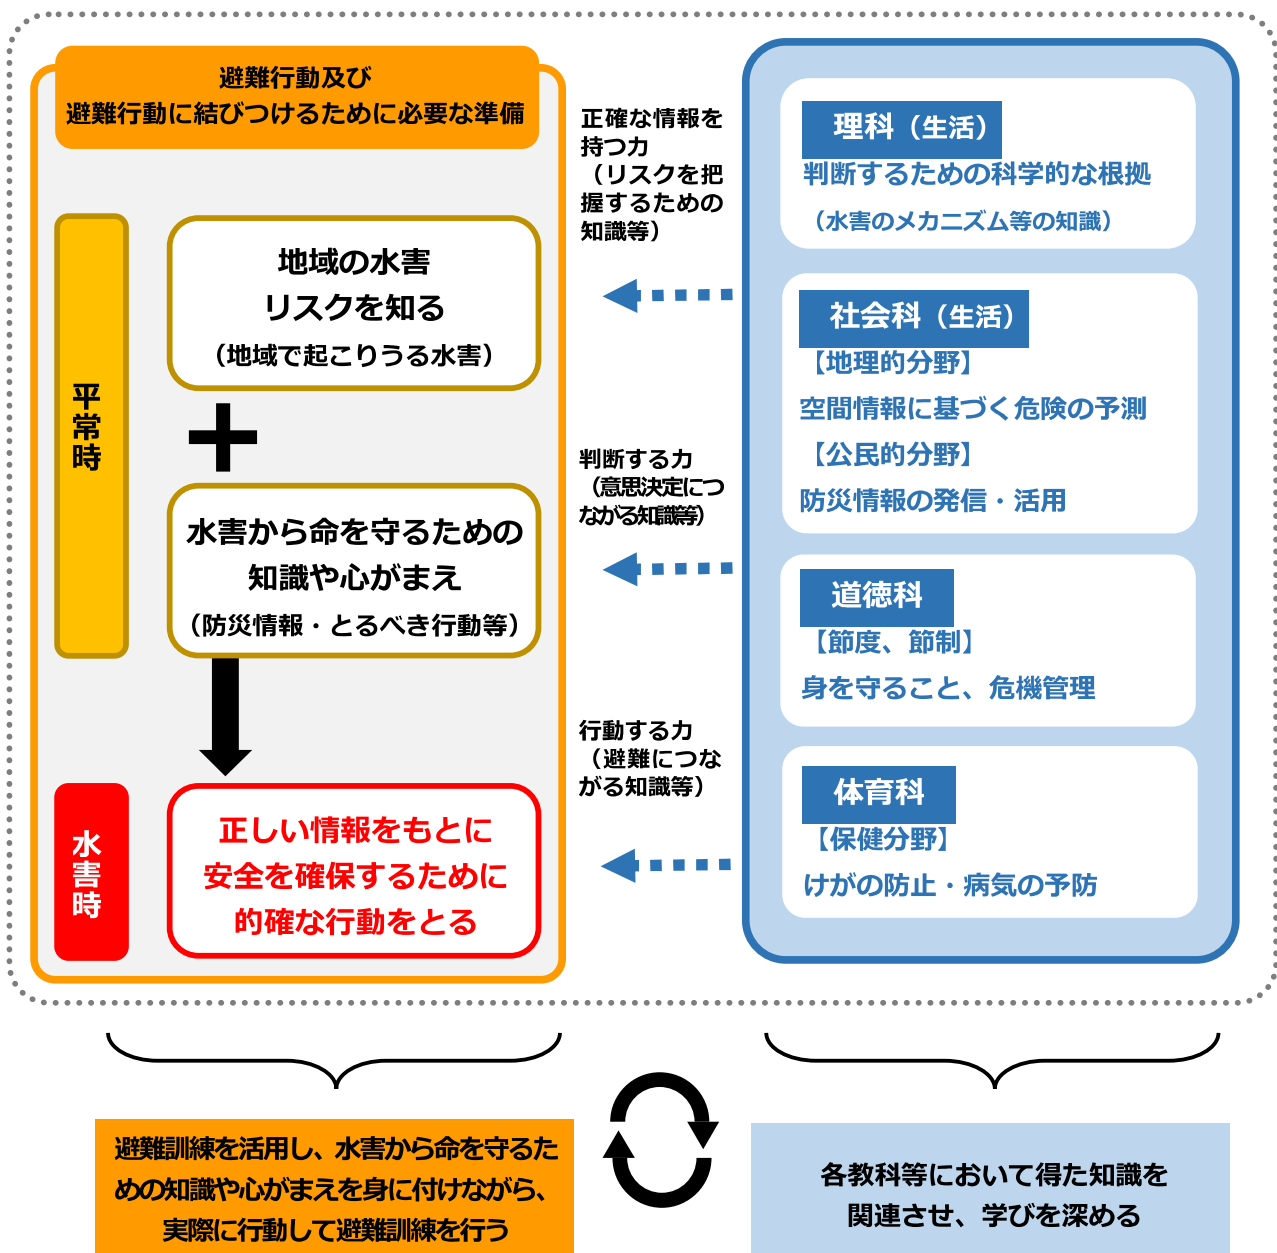 避難行動及び
避難行動に結びつけるために必要な準備
平常時
地域の水害
リスクを知る
（地域で起こりうる水害）
水害から命を守るための
知識や心がまえ
（防災情報・とるべき行動等）
水害時
正しい情報をもとに
安全を確保するために
的確な行動をとる
正確な情報を
持つ力
（リスクを把
握するための
知識等）
判断する力
（意思決定につ
ながる知識等）
行動する力
（避難につな
がる知識等）
理科（生活）
判断するための科学的な根拠
（水害のメカニズム等の知識）
社会科（生活）
【地理的分野】
空間情報に基づく危険の予測
【公民的分野】
防災情報の発信・活用
道徳科
【節度、節制】
身を守ること、危機管理
体育科
【保健分野】
けがの防止・病気の予防
避難訓練を活用し、水害から命を守るた
めの知識や心がまえを身に付けながら、
実際に行動して避難訓練を行う
各教科等において得た知識を
関連させ、学びを深める